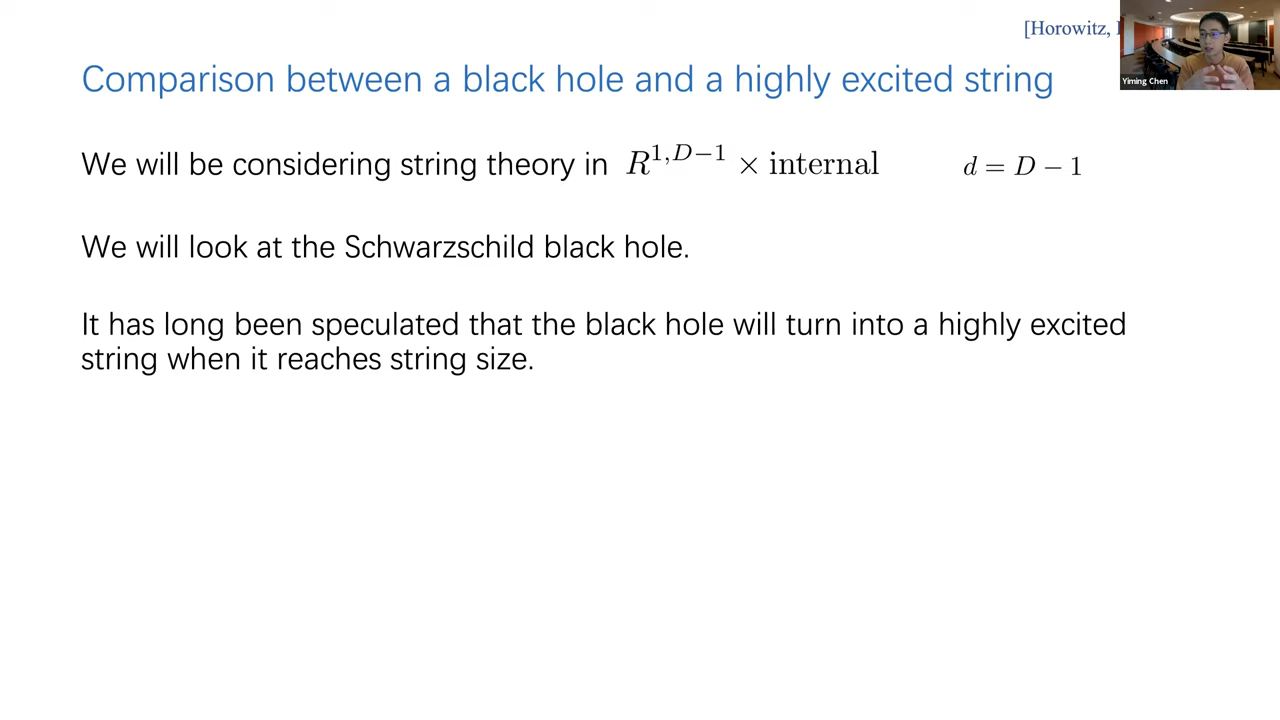 [Horowitz,
Yiming Chen
Comparison between a black hole and a highly excited string
We will be considering string theory in $R^{1,D-1} \times \text{internal}$ $d = D - 1$
We will look at the Schwarzschild black hole.
It has long been speculated that the black hole will turn into a highly excited
string when it reaches string size.